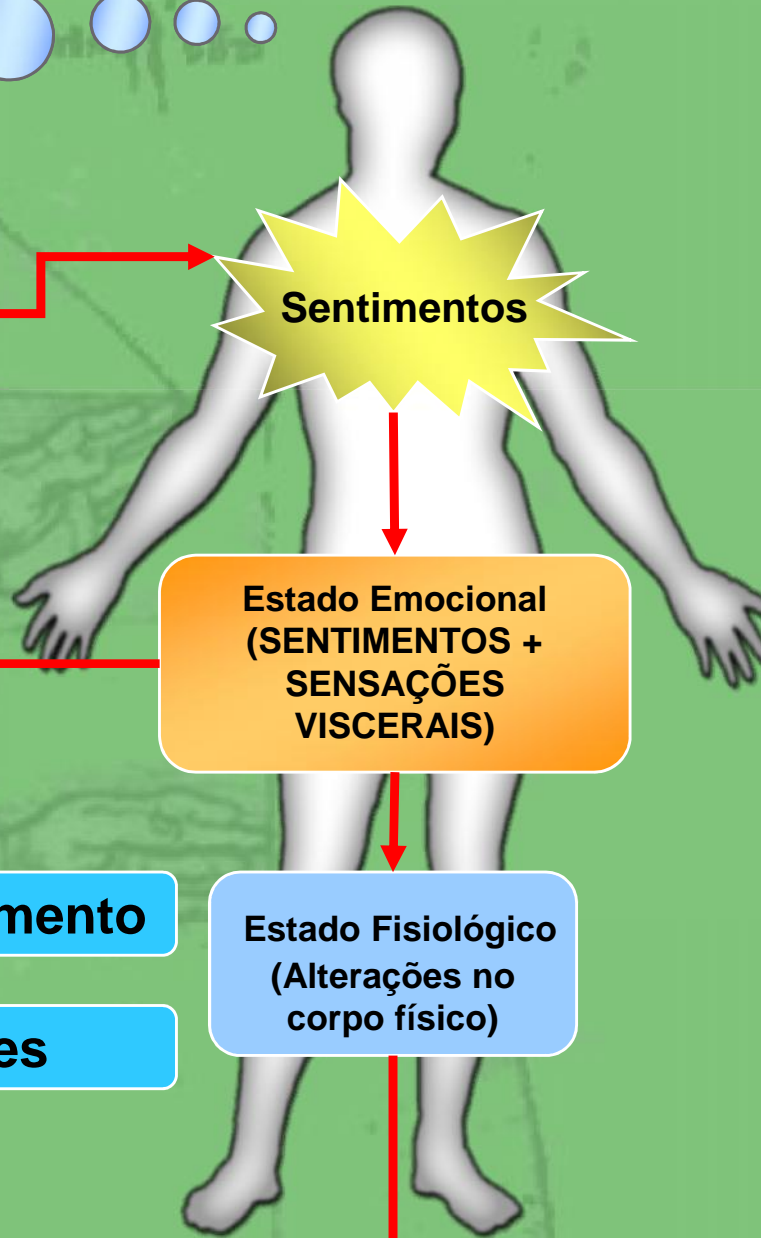 Sentimentos
Estado Emocional
(SENTIMENTOS +
SENSAÇÕES
VISCERAIS)
mento
Estado Fisiológico
(Alterações no
corpo físico)
es